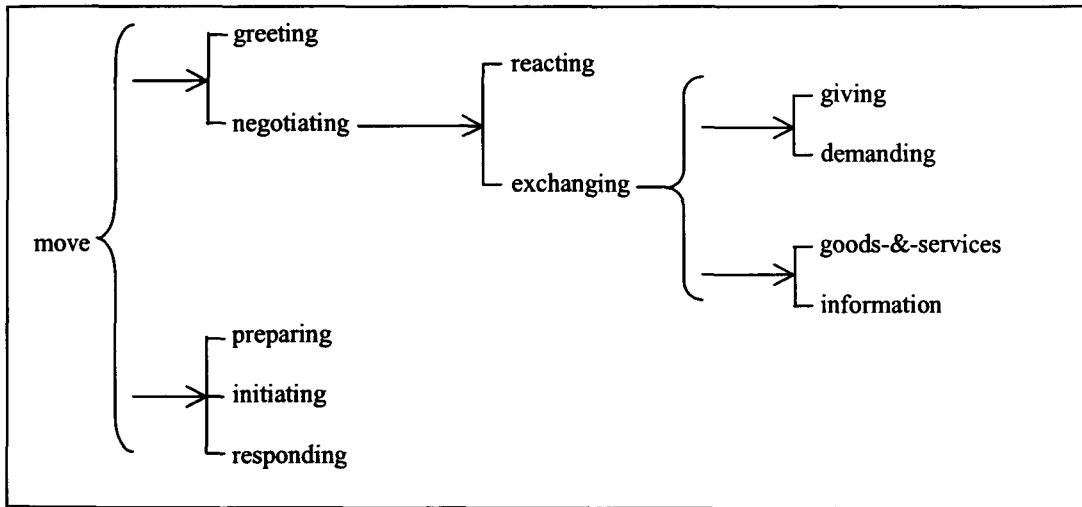 greeting
reacting
giving
negotiating
demanding
exchanging
move
goods-&-services
information
preparing
initiating
responding